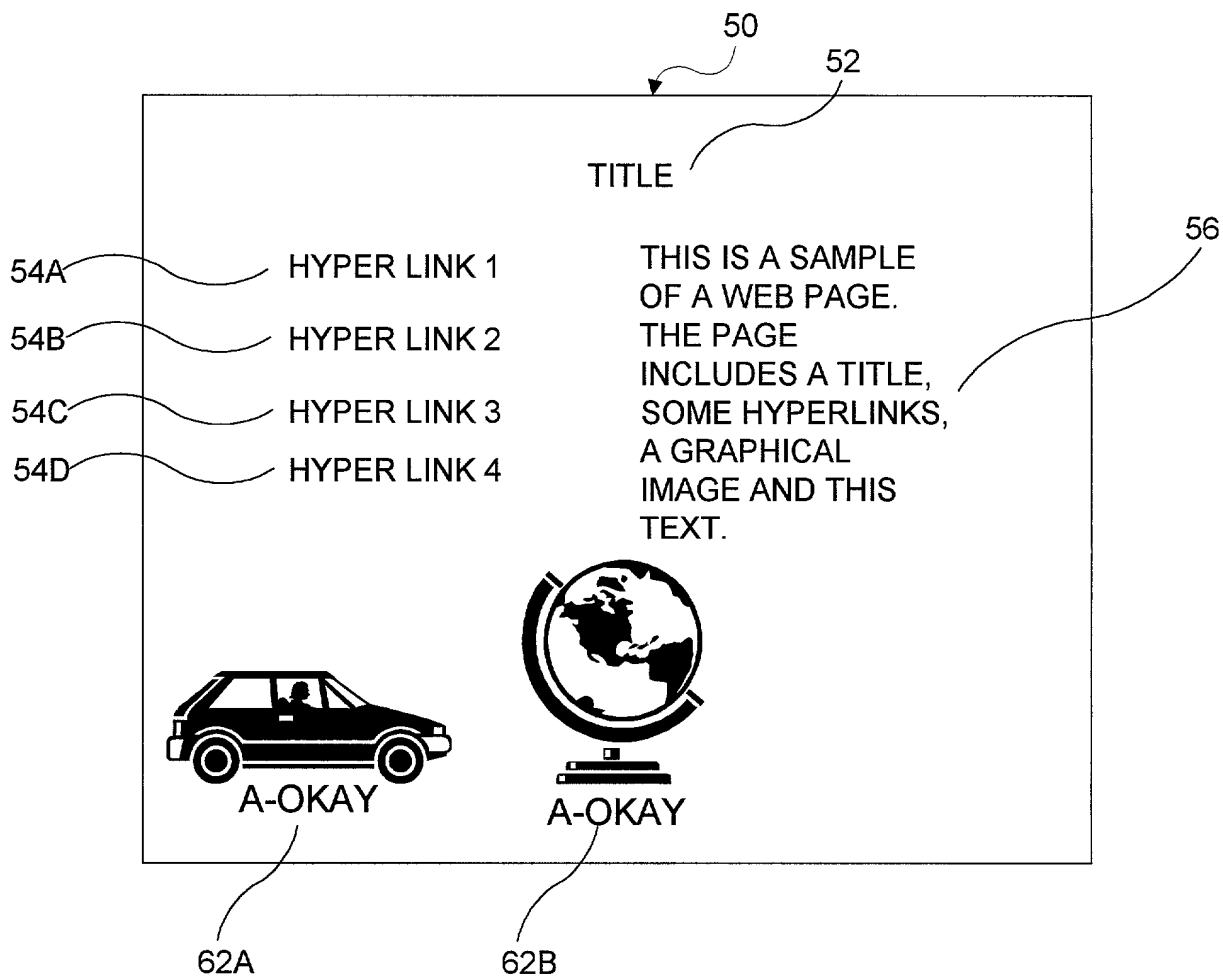 50
52
TITLE
56
54A
HYPER LINK 1
54B
HYPER LINK 2
54C
HYPER LINK 3
54D
HYPER LINK 4
THIS IS A SAMPLE
OF A WEB PAGE.
THE PAGE
INCLUDES A TITLE,
SOME HYPERLINKS,
A GRAPHICAL
IMAGE AND THIS
TEXT.
A-OKAY
A-OKAY
62A
62B